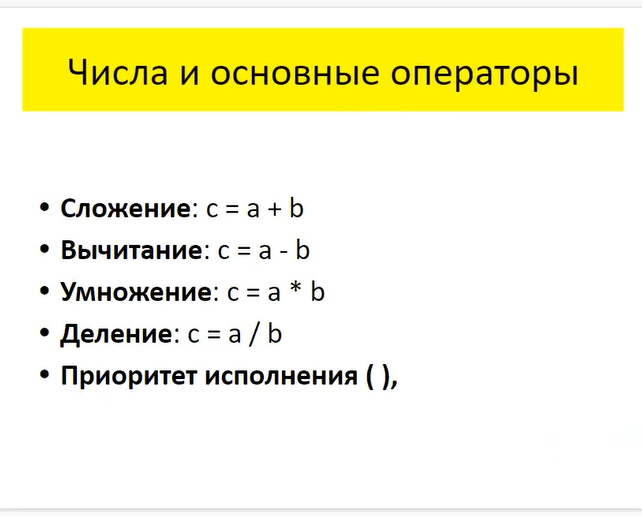 Числа и основные операторы
• Сложение: c = a + b
• Вычитание: c = a - b
• Умножение: c = a * b
• Деление: c = a / b
• Приоритет исполнения ( ),